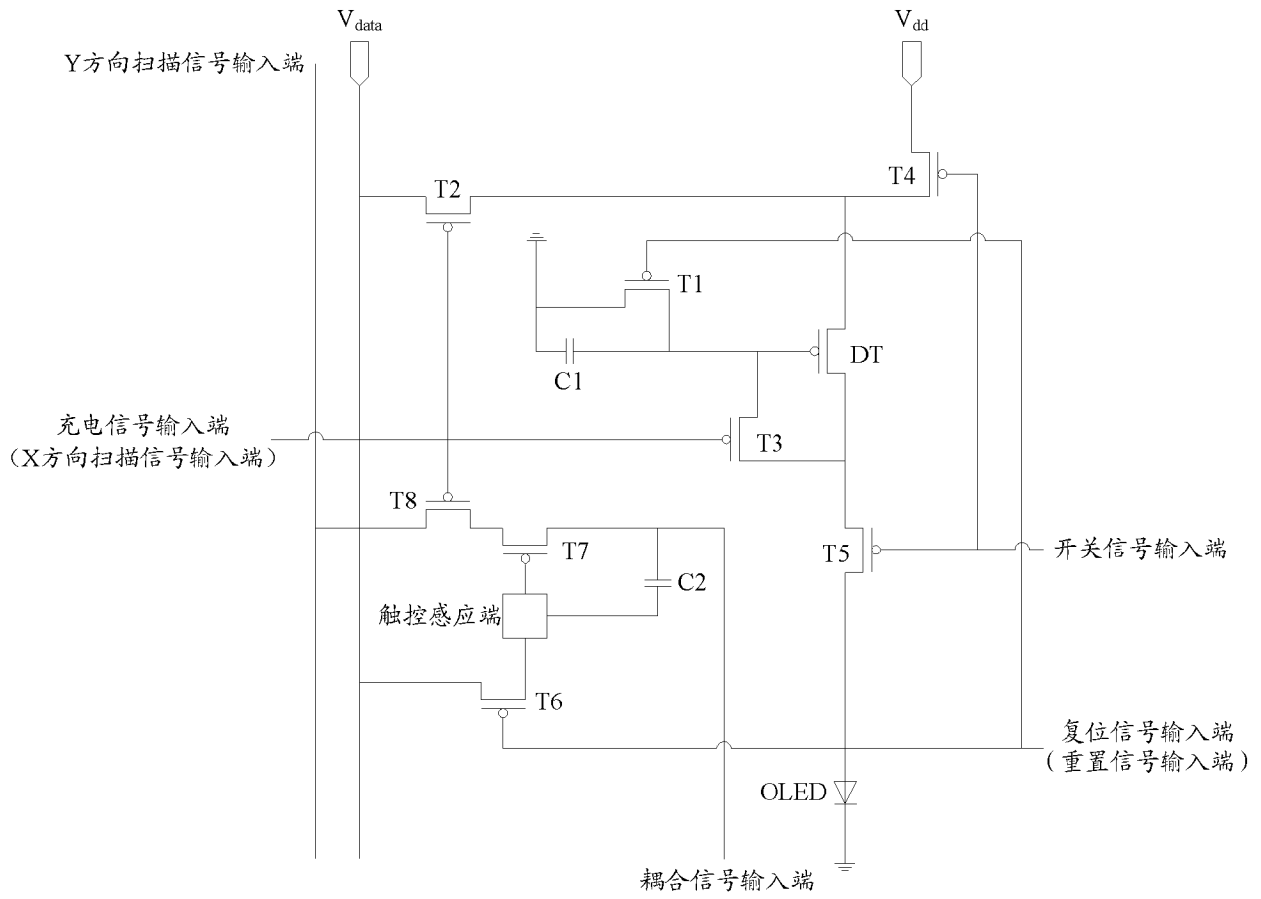 Vdata
Vdd
Y方向扫描信号输入端
T4
T2
T1
DT
C1
充电信号输入端
(X方向扫描信号输入端)
T3
T8
T7
T5
开关信号输入端
C2
触控感应端
T6
复位信号输入端
(重置信号输入端)
OLED
耦合信号输入端